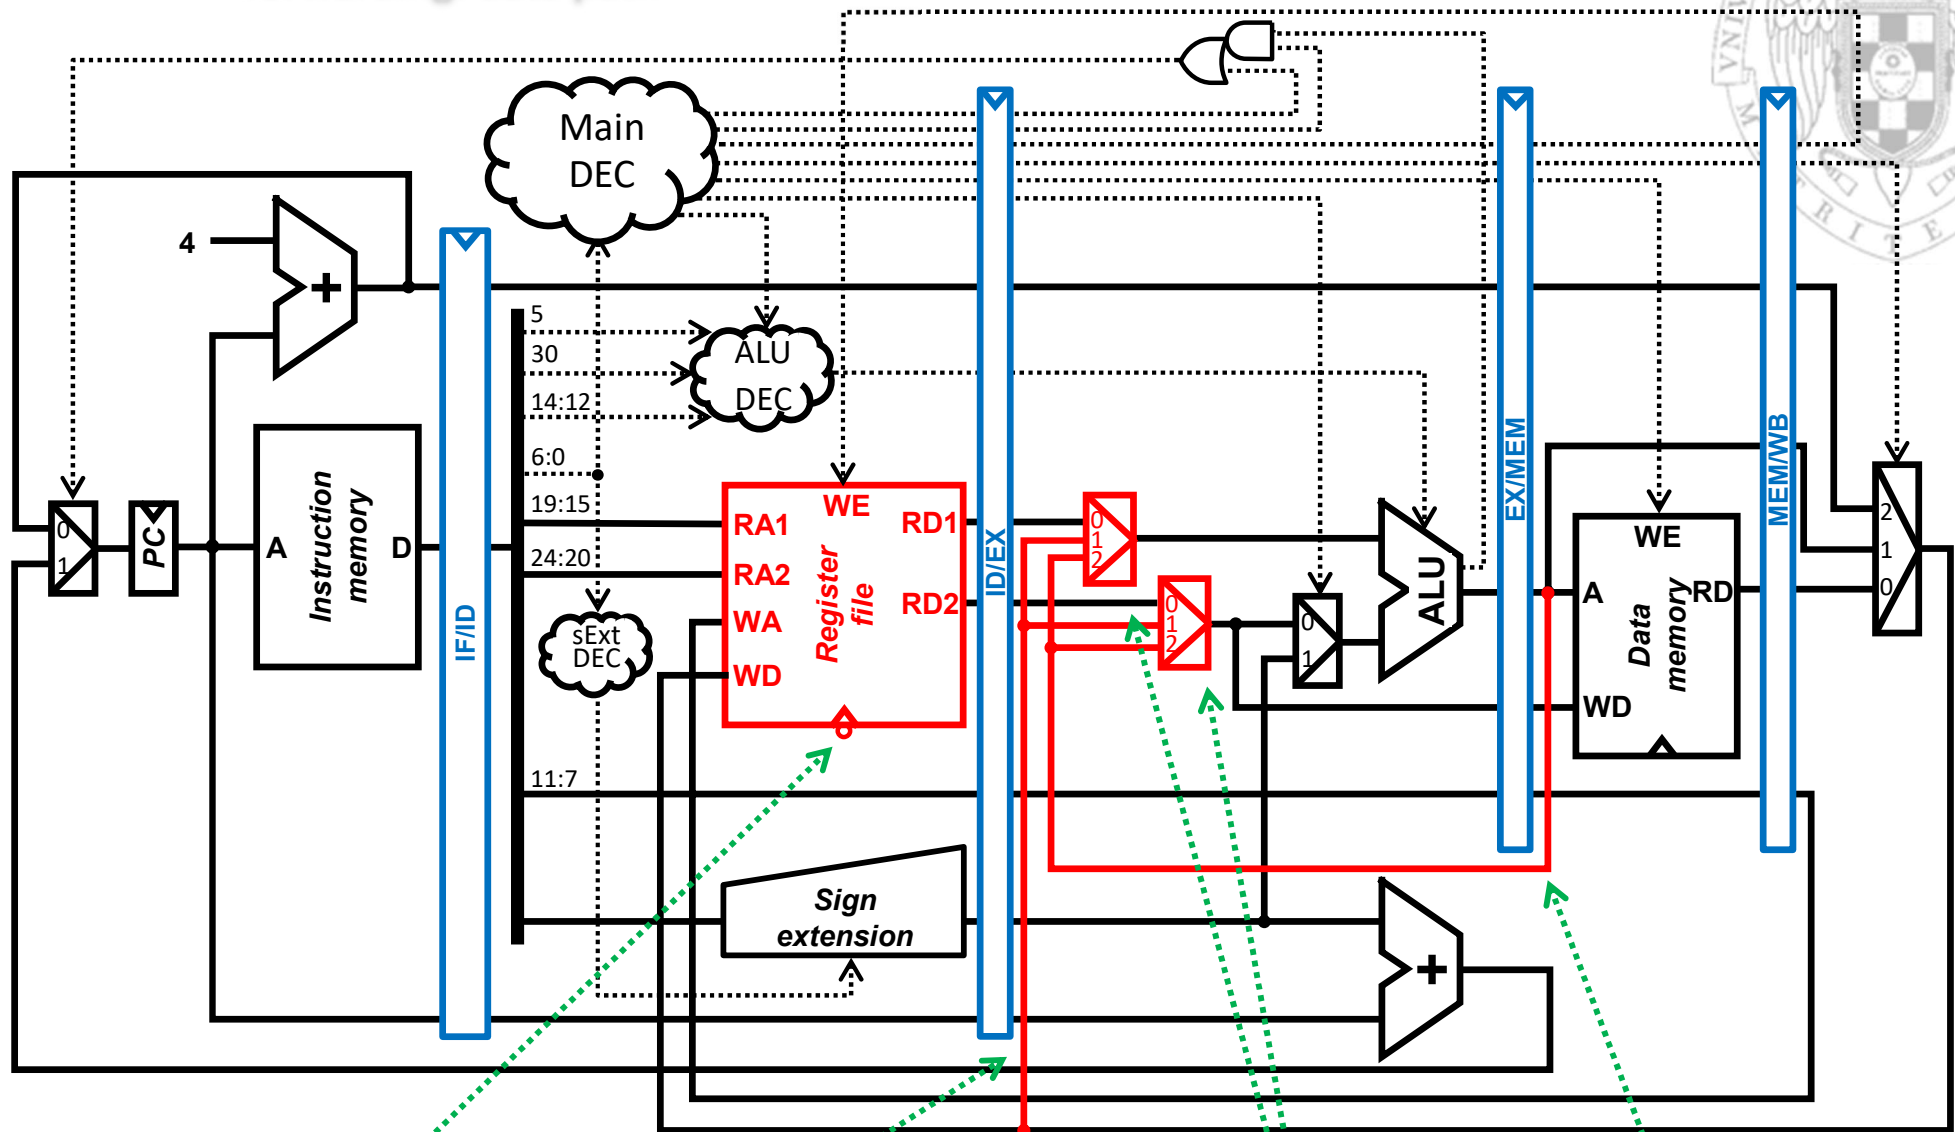 Main
DEC
4
+
5
30
14:12
6:0
19:15
24:20
11:7
ALU
DEC
sExt
DEC
0
1
PC
A
D
Instruction
memory
IF/ID
WE
RA1
RA2
WA
WD
RD1
RD2
Register
file
Sign
extension
ID/EX
0
1
2
0
1
2
0
1
ALU
+
EX/MEM
WE
A
RD
WD
Data
memory
MEM/WB
2
1
0
VNIV
M
R
I
T
E